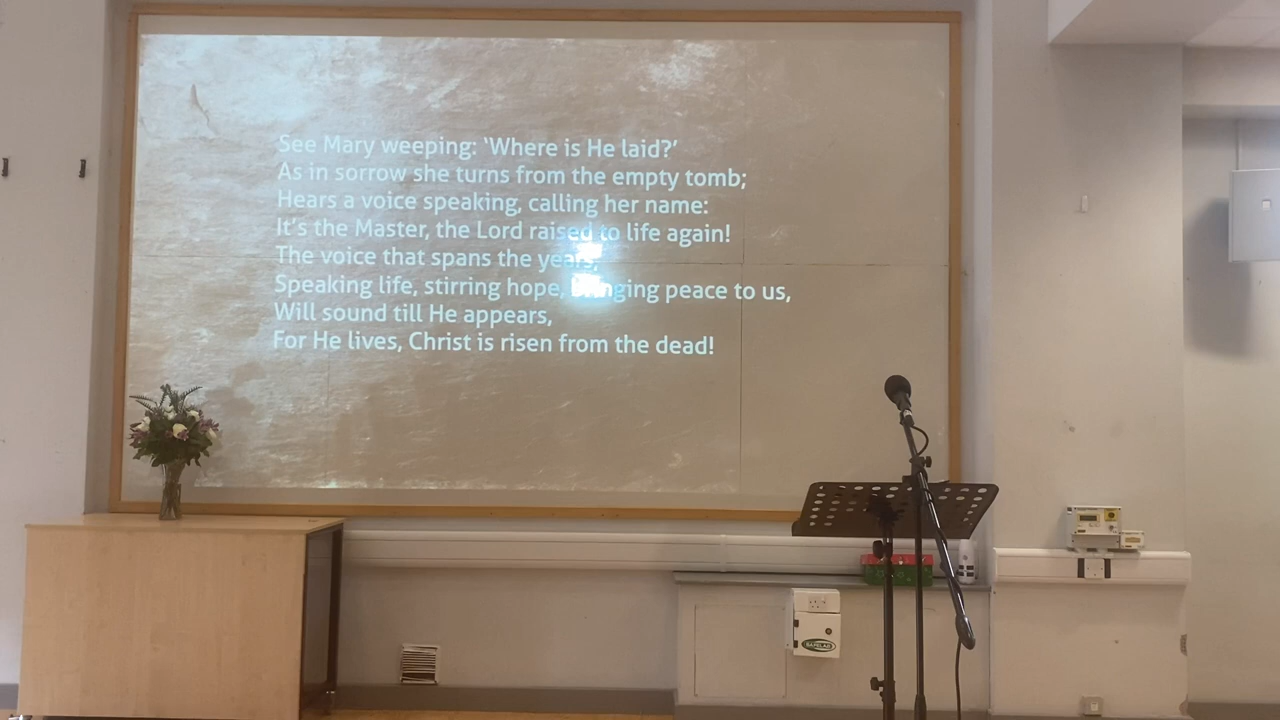 See Mary weeping: ‘Where is He laid?’
As in sorrow she turns from the empty tomb;
Hears a voice speaking, calling her name:
It’s the Master, the Lord raised to life again!
The voice that spans the years,
Speaking life, stirring hope, bringing peace to us,
Will sound till He appears,
For He lives, Christ is risen from the dead!